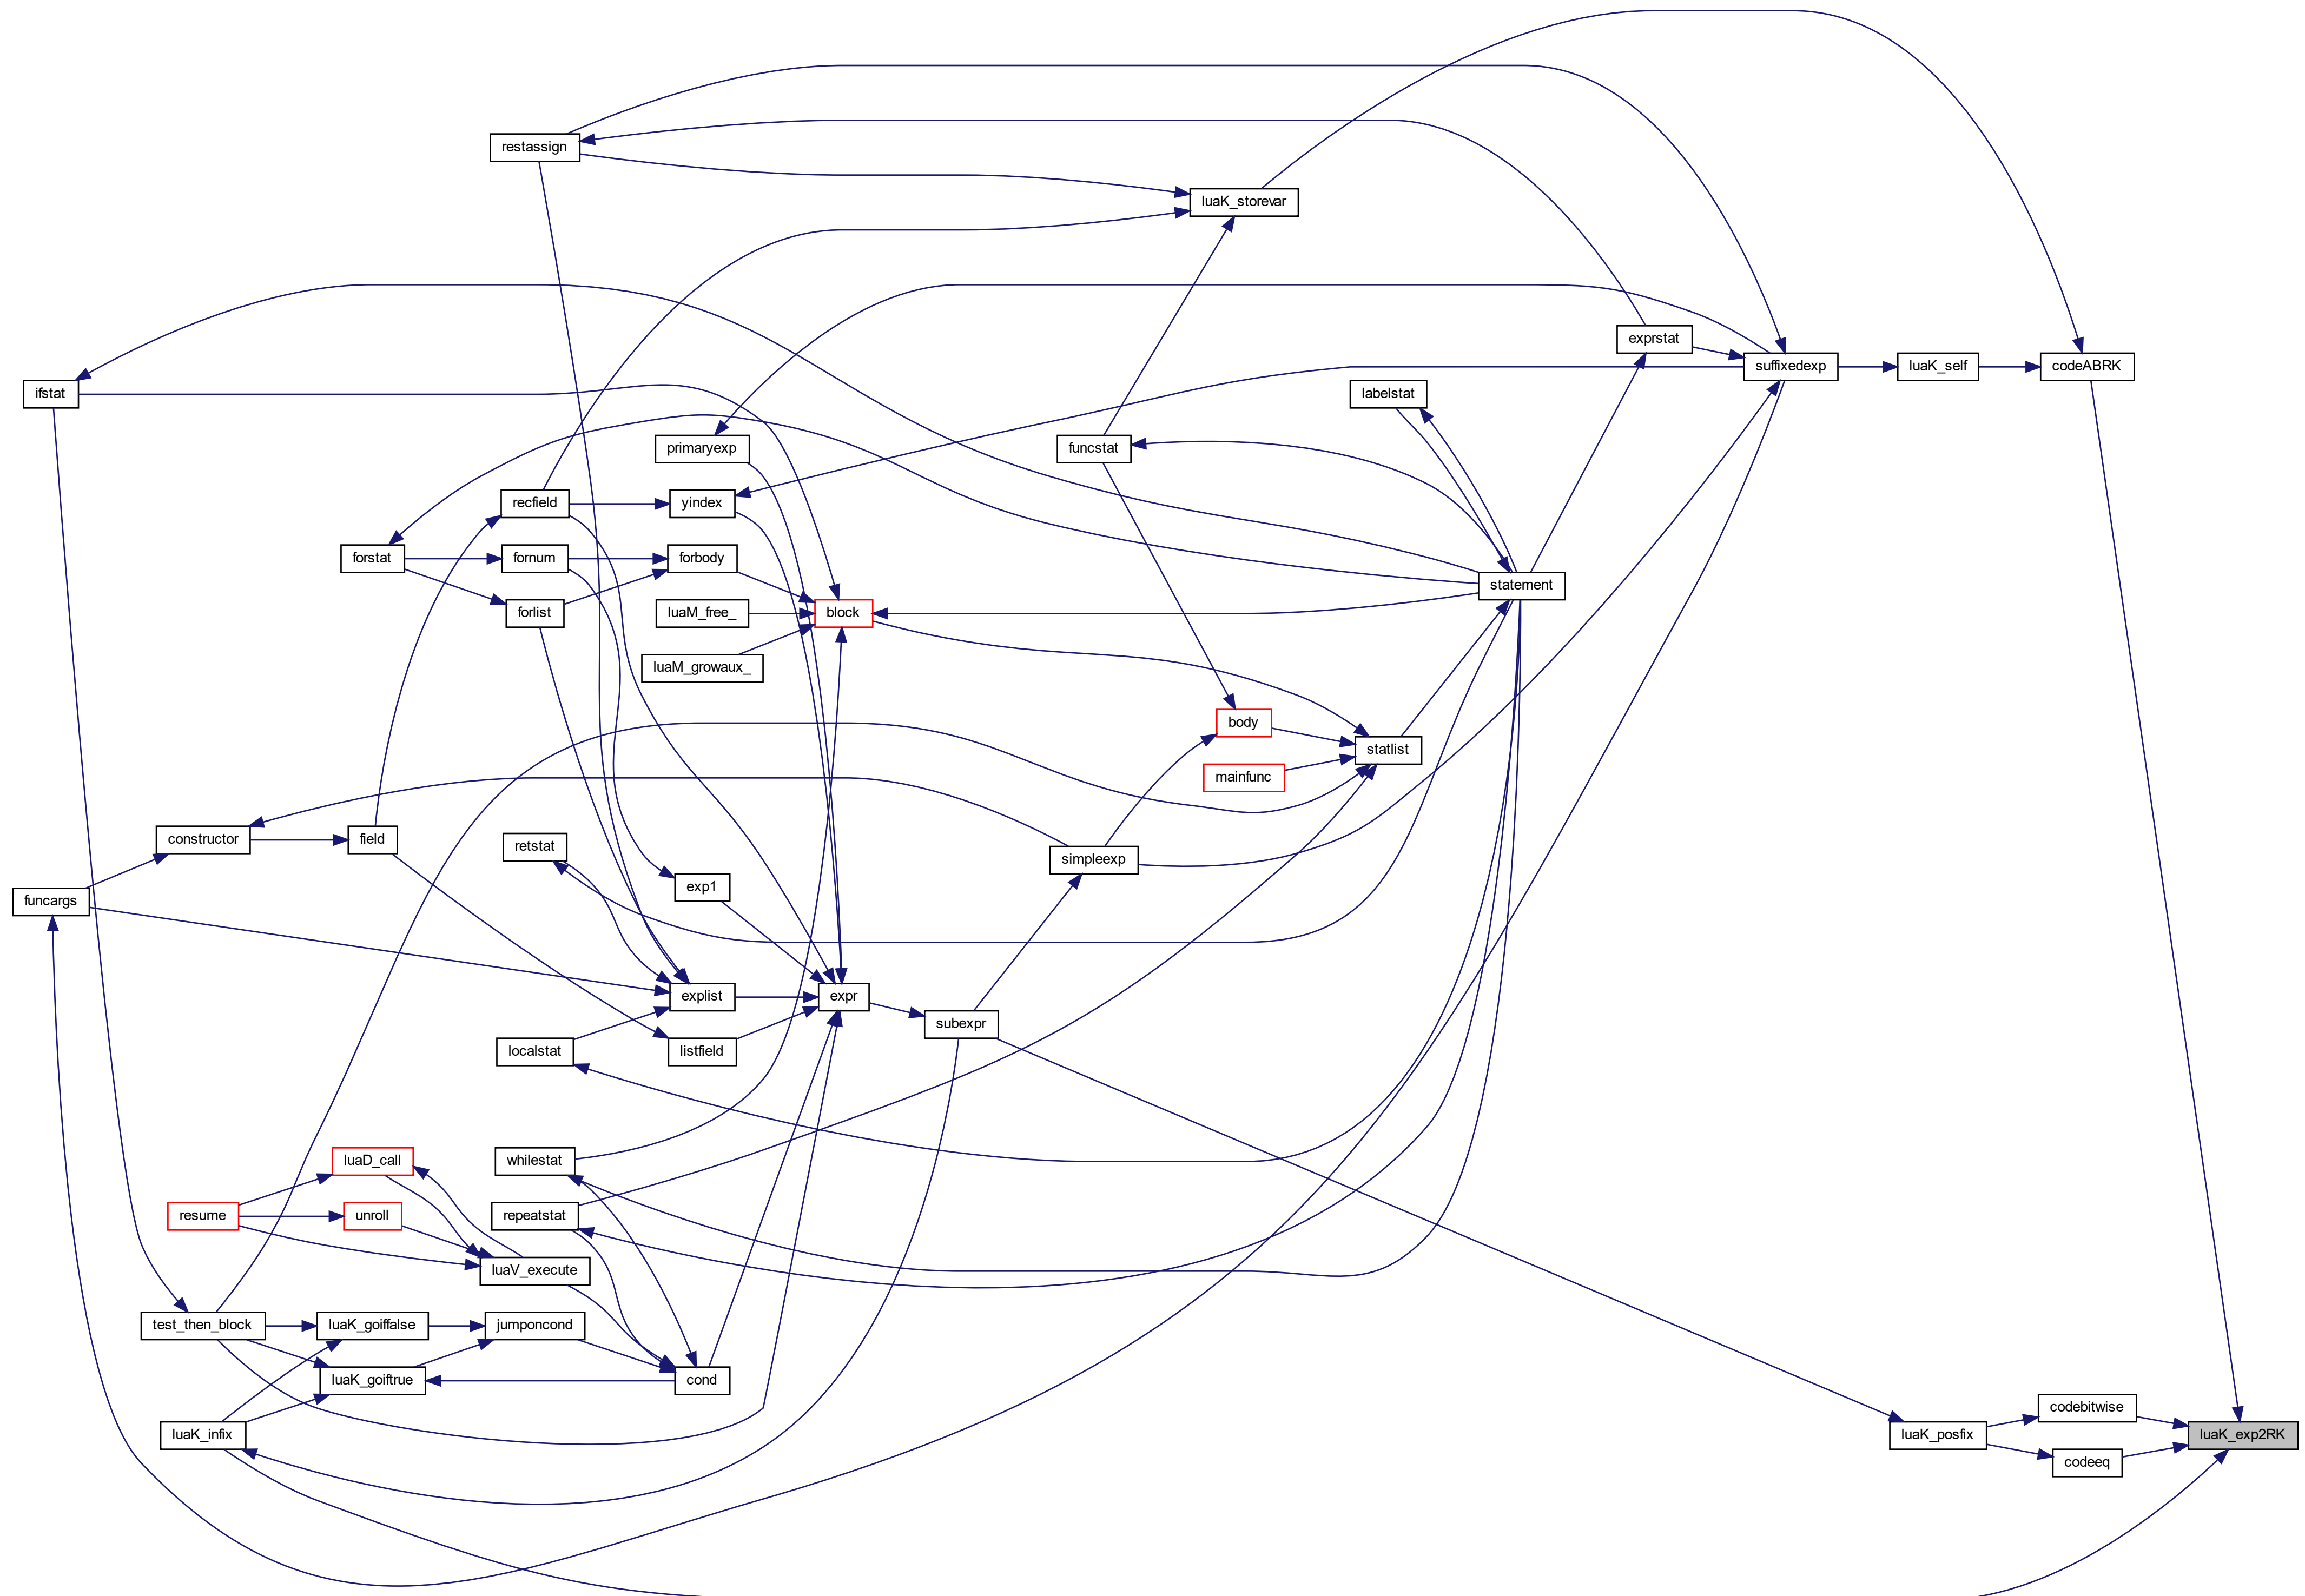 restassign
luaK_storevar
exprstat
suffixedexp
luaK_self
codeABRK
ifstat
labelstat
primaryexp
funcstat
recfield
yindex
forstat
fornum
forbody
statement
forlist
luaM_free_
block
luaM_growaux_
body
statlist
mainfunc
constructor
field
retstat
simpleexp
exp1
funcargs
explist
expr
subexpr
localstat
listfield
luaD_call
whilestat
resume
unroll
repeatstat
luaV_execute
test_then_block
luaK_goiffalse
jumponcond
luaK_goiftrue
cond
codebitwise
luaK_infix
luaK_posfix
luaK_exp2RK
codeeq